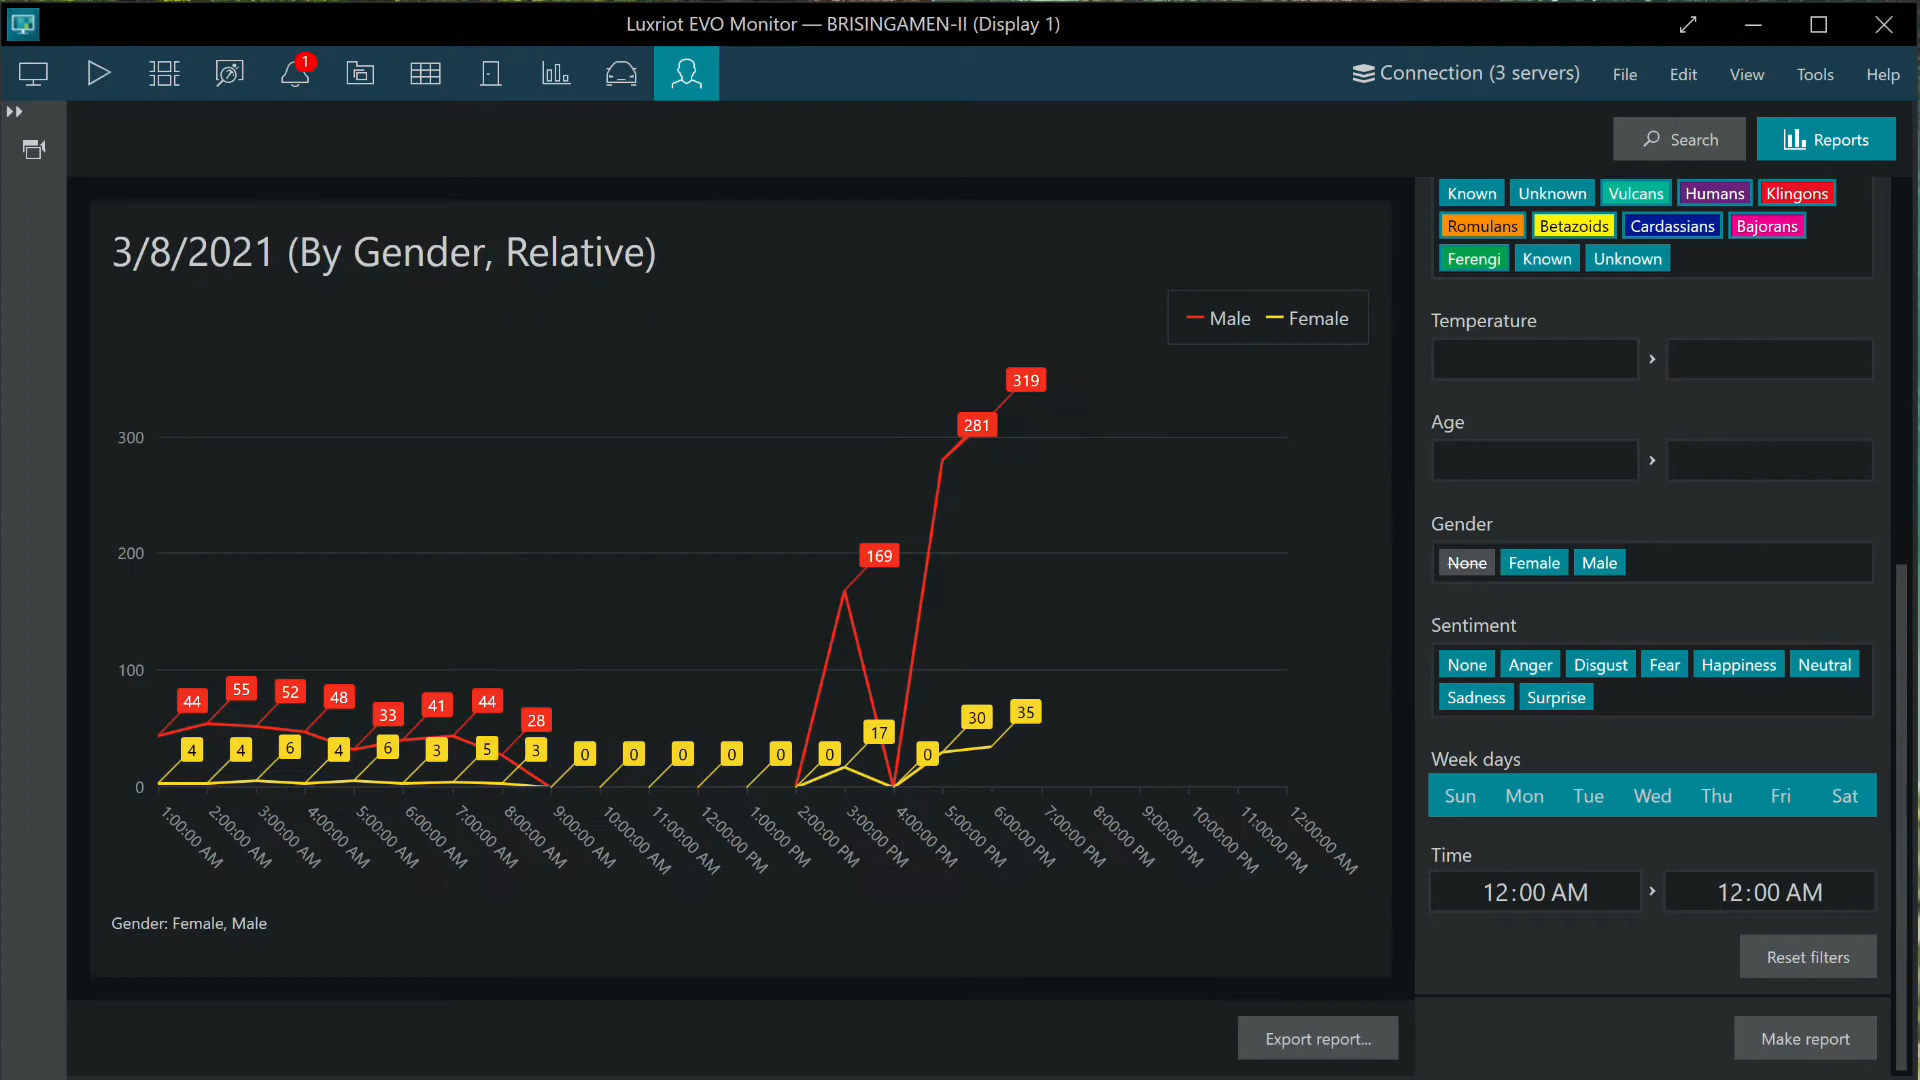 Luxriot EVO Monitor — BRISINGAMEN-II (Display 1)
1
Connection (3 servers) File Edit View Tools Help
Search Reports
3/8/2021 (By Gender, Relative)
Male Female
319
281
300
200
169
100
44 55 52 48 33 41 44 28
4 4 6 4 6 3 5 3 0 0 0 0 0 0 17 0 30 35
0
1:00:00 AM 2:00:00 AM 3:00:00 AM 4:00:00 AM 5:00:00 AM 6:00:00 AM 7:00:00 AM 8:00:00 AM 9:00:00 AM 10:00:00 AM 11:00:00 AM 12:00:00 PM 1:00:00 PM 2:00:00 PM 3:00:00 PM 4:00:00 PM 5:00:00 PM 6:00:00 PM 7:00:00 PM 8:00:00 PM 9:00:00 PM 10:00:00 PM 11:00:00 PM 12:00:00 AM
Gender: Female, Male
Export report...
Known Unknown Vulcans Humans Klingons
Romulans Betazoids Cardassians Bajorans
Ferengi Known Unknown
Temperature
Age
Gender
None Female Male
Sentiment
None Anger Disgust Fear Happiness Neutral
Sadness Surprise
Week days
Sun Mon Tue Wed Thu Fri Sat
Time
12:00 AM 12:00 AM
Reset filters
Make report